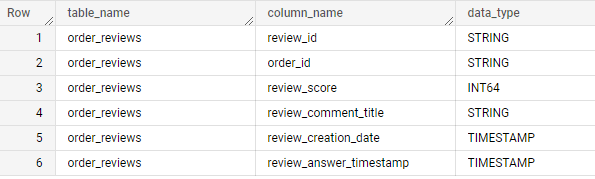 Row table_name column_name data_type
1 order_reviews review_id STRING
2 order_reviews order_id STRING
3 order_reviews review_score INT64
4 order_reviews review_comment_title STRING
5 order_reviews review_creation_date TIMESTAMP
6 order_reviews review_answer_timestamp TIMESTAMP